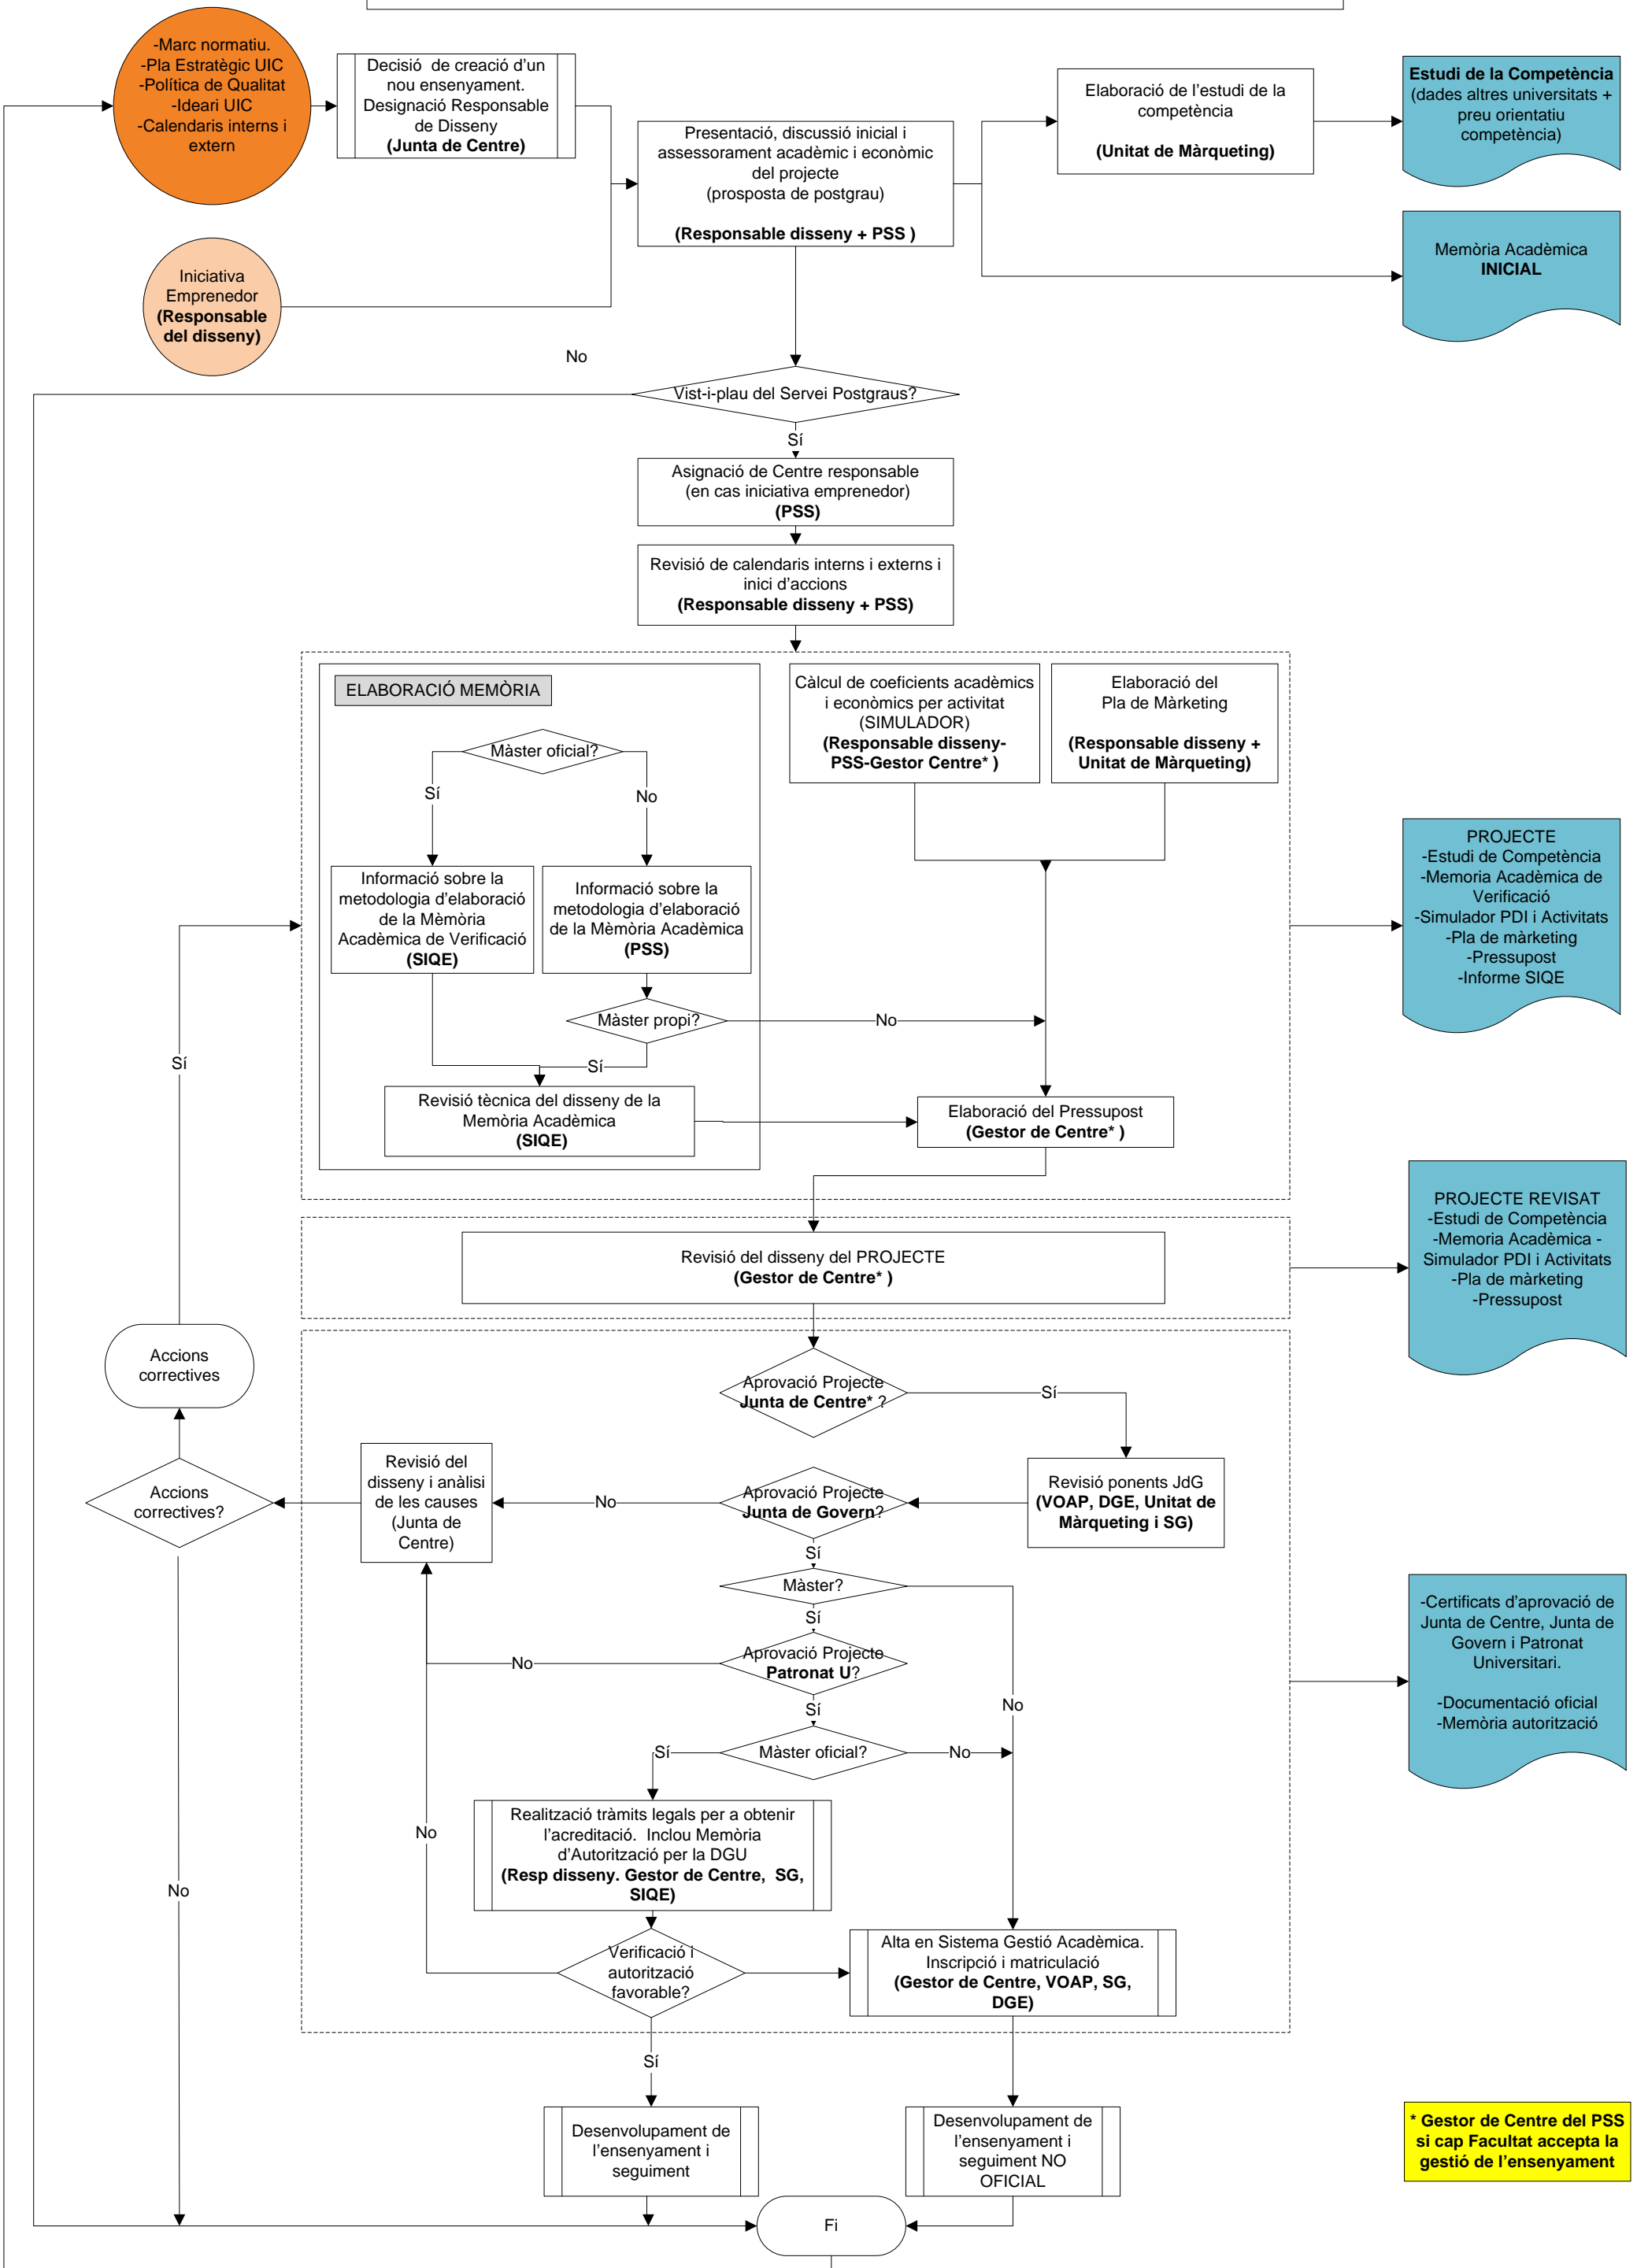 -Marc normatiu.
-Pla Estratègic UIC
-Política de Qualitat
-Ideari UIC
-Calendaris interns i
extern
Decisió  de creació d’un
nou ensenyament.
Designació Responsable
de Disseny
(Junta de Centre)
Elaboració de l’estudi de la
competència
(Unitat de Màrqueting)
Estudi de la Competència
(dades altres universitats +
preu orientatiu
competència)
Presentació, discussió inicial i
assessorament acadèmic i econòmic
del projecte
(prosposta de postgrau)
(Responsable disseny + PSS )
Memòria Acadèmica
INICIAL
Iniciativa
Emprenedor
(Responsable
del disseny)
No
Vist-i-plau del Servei Postgraus?
Sí
Asignació de Centre responsable
(en cas iniciativa emprenedor)
(PSS)
Revisió de calendaris interns i externs i
inici d’accions
(Responsable disseny + PSS)
ELABORACIÓ MEMÒRIA
Màster oficial?
Sí
No
Càlcul de coeficients acadèmics
i econòmics per activitat
(SIMULADOR)
(Responsable disseny-
PSS-Gestor Centre* )
Elaboració del
Pla de Màrketing
(Responsable disseny +
Unitat de Màrqueting)
Informació sobre la
metodologia d’elaboració
de la Mèmòria
Acadèmica de Verificació
(SIQE)
Informació sobre la
metodologia d’elaboració
de la Mèmòria Acadèmica
(PSS)
PROJECTE
-Estudi de Competència
-Memoria Acadèmica de
Verificació
-Simulador PDI i Activitats
-Pla de màrketing
-Pressupost
-Informe SIQE
Màster propi?
No
Sí
Sí
Revisió tècnica del disseny de la
Memòria Acadèmica
(SIQE)
Elaboració del Pressupost
(Gestor de Centre* )
Revisió del disseny del PROJECTE
(Gestor de Centre* )
PROJECTE REVISAT
-Estudi de Competència
-Memoria Acadèmica -
Simulador PDI i Activitats
-Pla de màrketing
-Pressupost
Accions
correctives
Aprovació Projecte
Junta de Centre* ?
Sí
Accions
correctives?
Revisió del
disseny i anàlisi
de les causes
(Junta de
Centre)
No
Aprovació Projecte
Junta de Govern?
Revisió ponents JdG
(VOAP, DGE, Unitat de
Màrqueting i SG)
Sí
Màster?
Sí
No
Aprovació Projecte
Patronat U?
No
Sí
-Certificats d’aprovació de
Junta de Centre, Junta de
Govern i Patronat
Universitari.
-Documentació oficial
-Memòria autorització
Sí
Màster oficial?
No
Realització tràmits legals per a obtenir
l’acreditació.  Inclou Memòria
d’Autorització per la DGU
(Resp disseny. Gestor de Centre,  SG,
SIQE)
No
No
Verificació i
autorització
favorable?
Alta en Sistema Gestió Acadèmica.
Inscripció i matriculació
(Gestor de Centre, VOAP, SG,
DGE)
Sí
Desenvolupament de
l’ensenyament i
seguiment
Desenvolupament de
l’ensenyament i
seguiment NO
OFICIAL
* Gestor de Centre del PSS
si cap Facultat accepta la
gestió de l’ensenyament
Fi